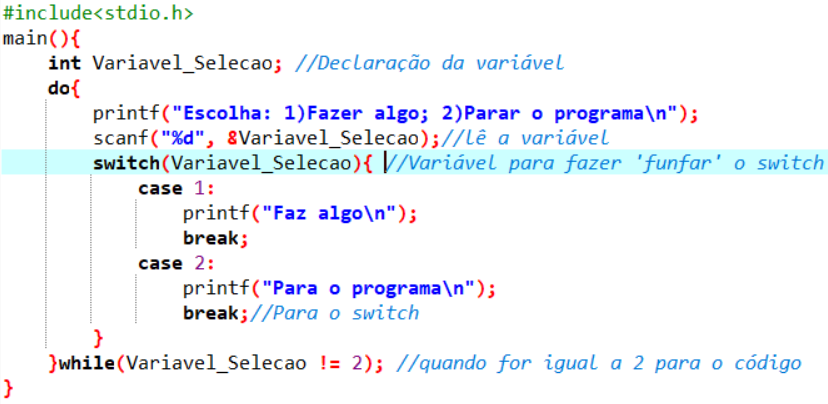 #include<stdio.h>
main(){
int Variavel_Selecao; //Declaração da variável
do{
printf("Escolha: 1)Fazer algo; 2)Parar o programa\n");
scanf("%d", &Variavel_Selecao);//lê a variável
switch(Variavel_Selecao){ //Variável para fazer 'funfar' o switch
case 1:
printf("Faz algo\n");
break;
case 2:
printf("Para o programa\n");
break;//Para o switch
}
}while(Variavel_Selecao != 2); //quando for igual a 2 para o código
}